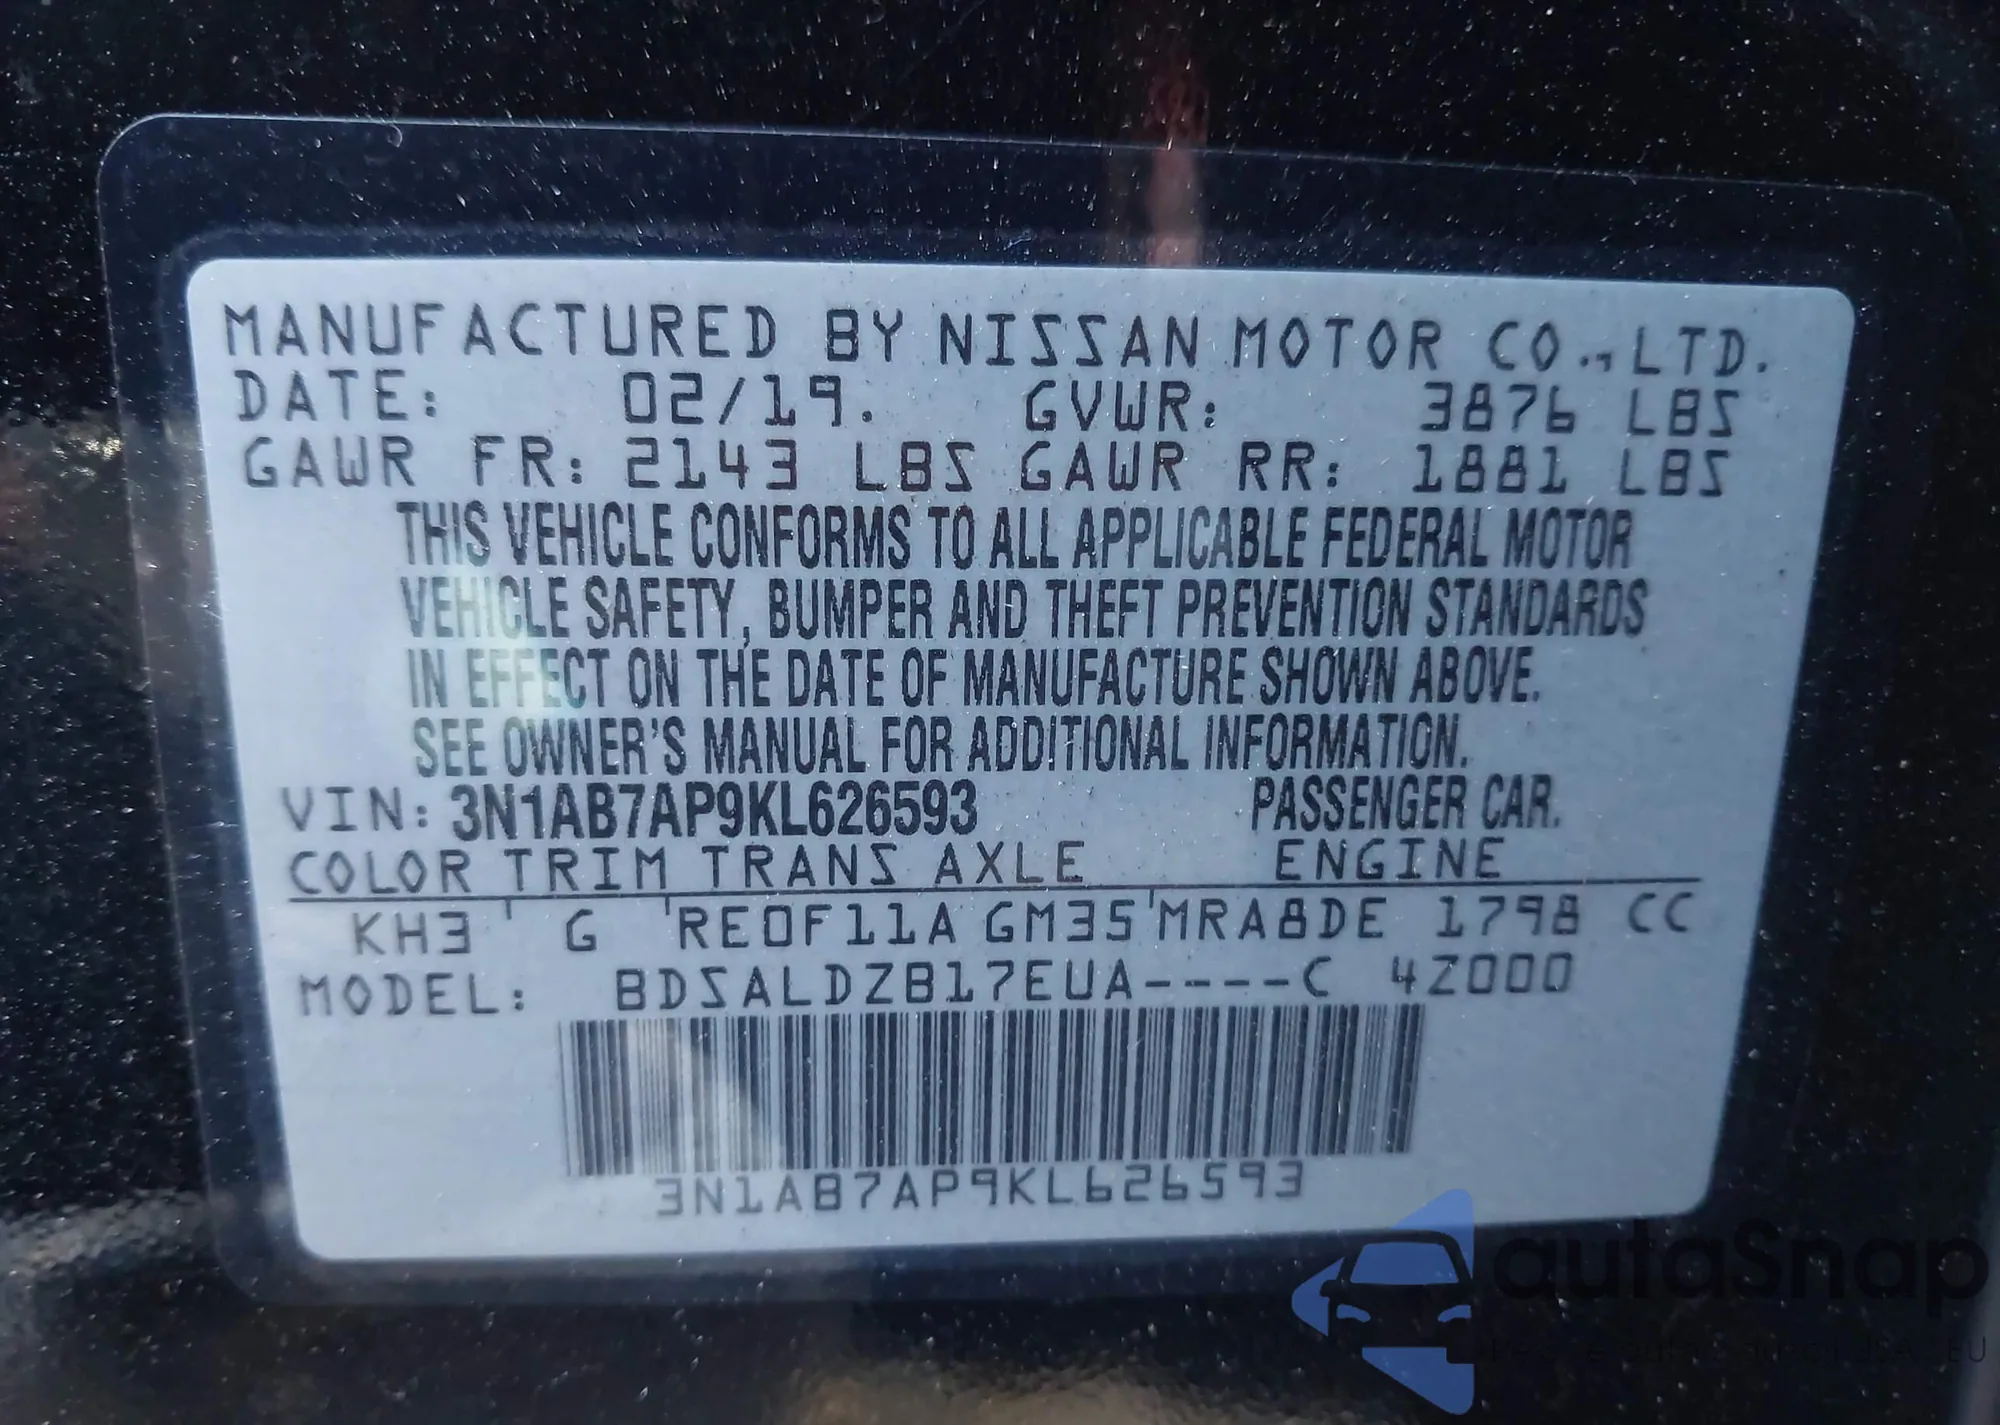 MANUFACTURED BY NISSAN MOTOR CO., LTD.
DATE: 02/19. GVWR: 3876 LBS
GAWR FR: 2143 LBS GAWR RR: 1881 LBS
THIS VEHICLE CONFORMS TO ALL APPLICABLE FEDERAL MOTOR
VEHICLE SAFETY, BUMPER AND THEFT PREVENTION STANDARDS
IN EFFECT ON THE DATE OF MANUFACTURE SHOWN ABOVE.
SEE OWNER'S MANUAL FOR ADDITIONAL INFORMATION.
VIN: 3N1AB7AP9KL626593 PASSENGER CAR.
COLOR TRIM TRANS AXLE ENGINE
KH3 G RE0F11A GM35 MRA8DE 1798 CC
MODEL: BDSALDZB17EUA----C 4Z000
3N1AB7AP9KL626593
autaSnap